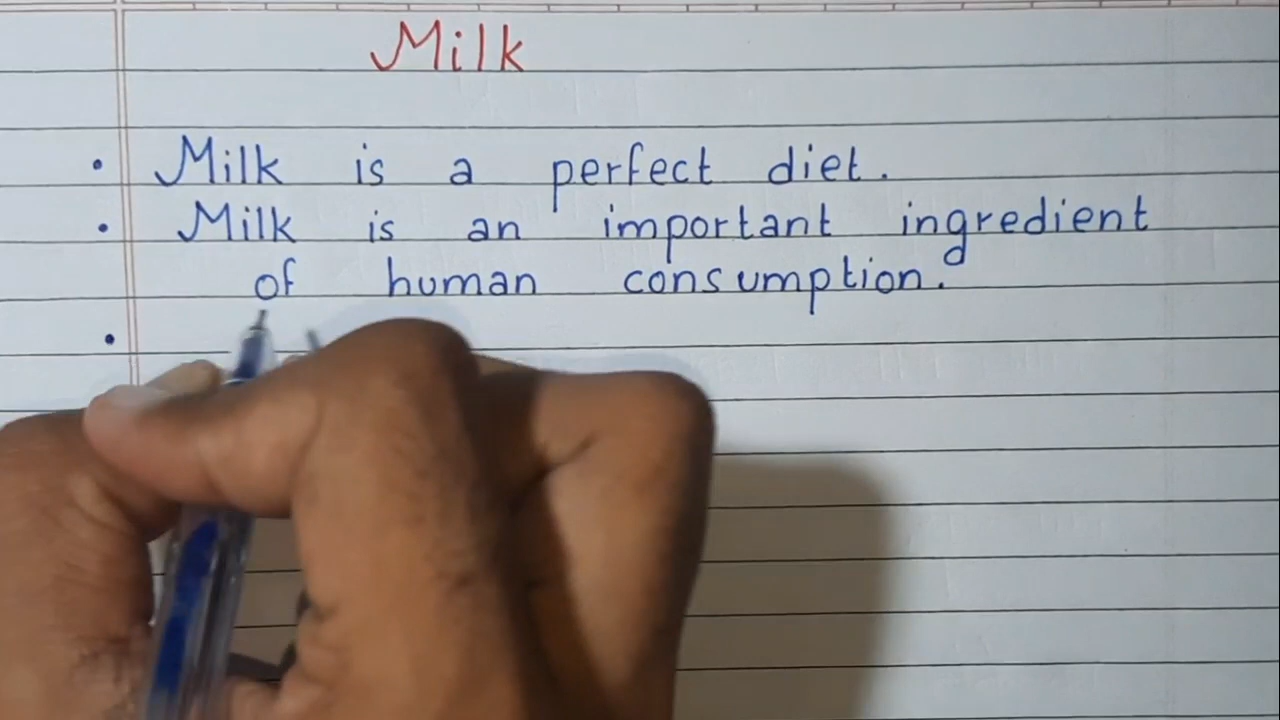 Milk
• Milk is a perfect diet.
• Milk is an important ingredient
of human consumption.
•